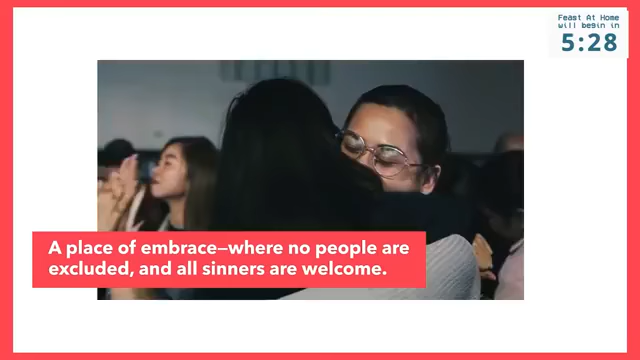 Feast At Home
will begin in
5:28
A place of embrace—where no people are
excluded, and all sinners are welcome.